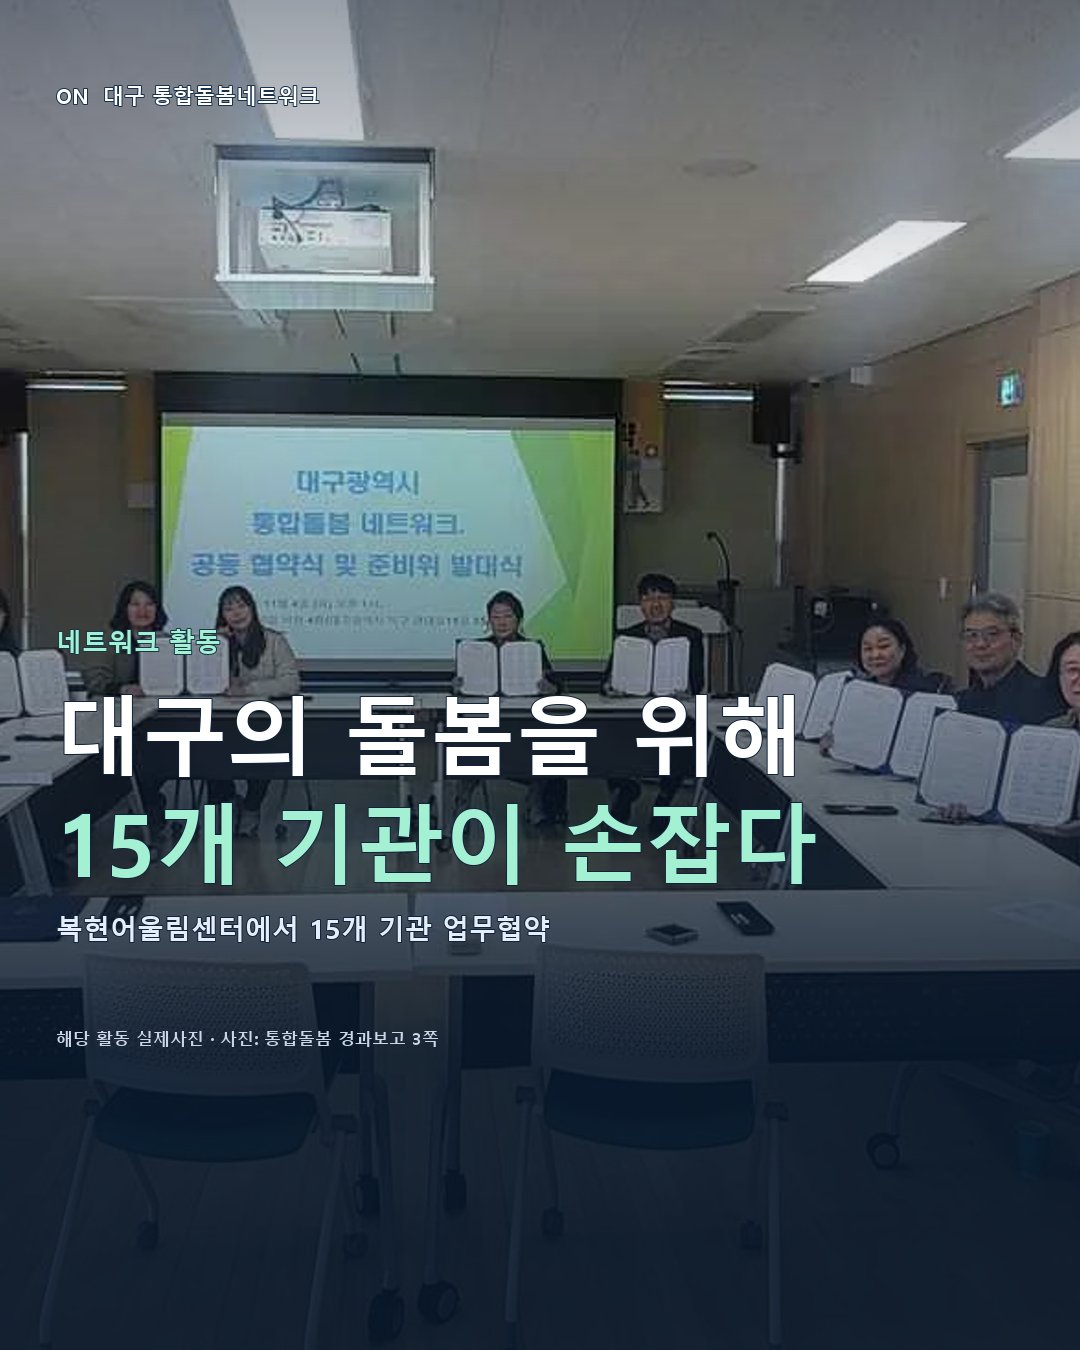 ON 대구 통합돌봄네트워크
대구광역시
통합돌봄 네트워크
공동 협약식 및 준비위 발대식
네트워크 활동
대구의 돌봄을 위해
15개 기관이 손잡다
복현어울림센터에서 15개 기관 업무협약
해당 활동 실제사진 · 사진: 통합돌봄 경과보고 3쪽